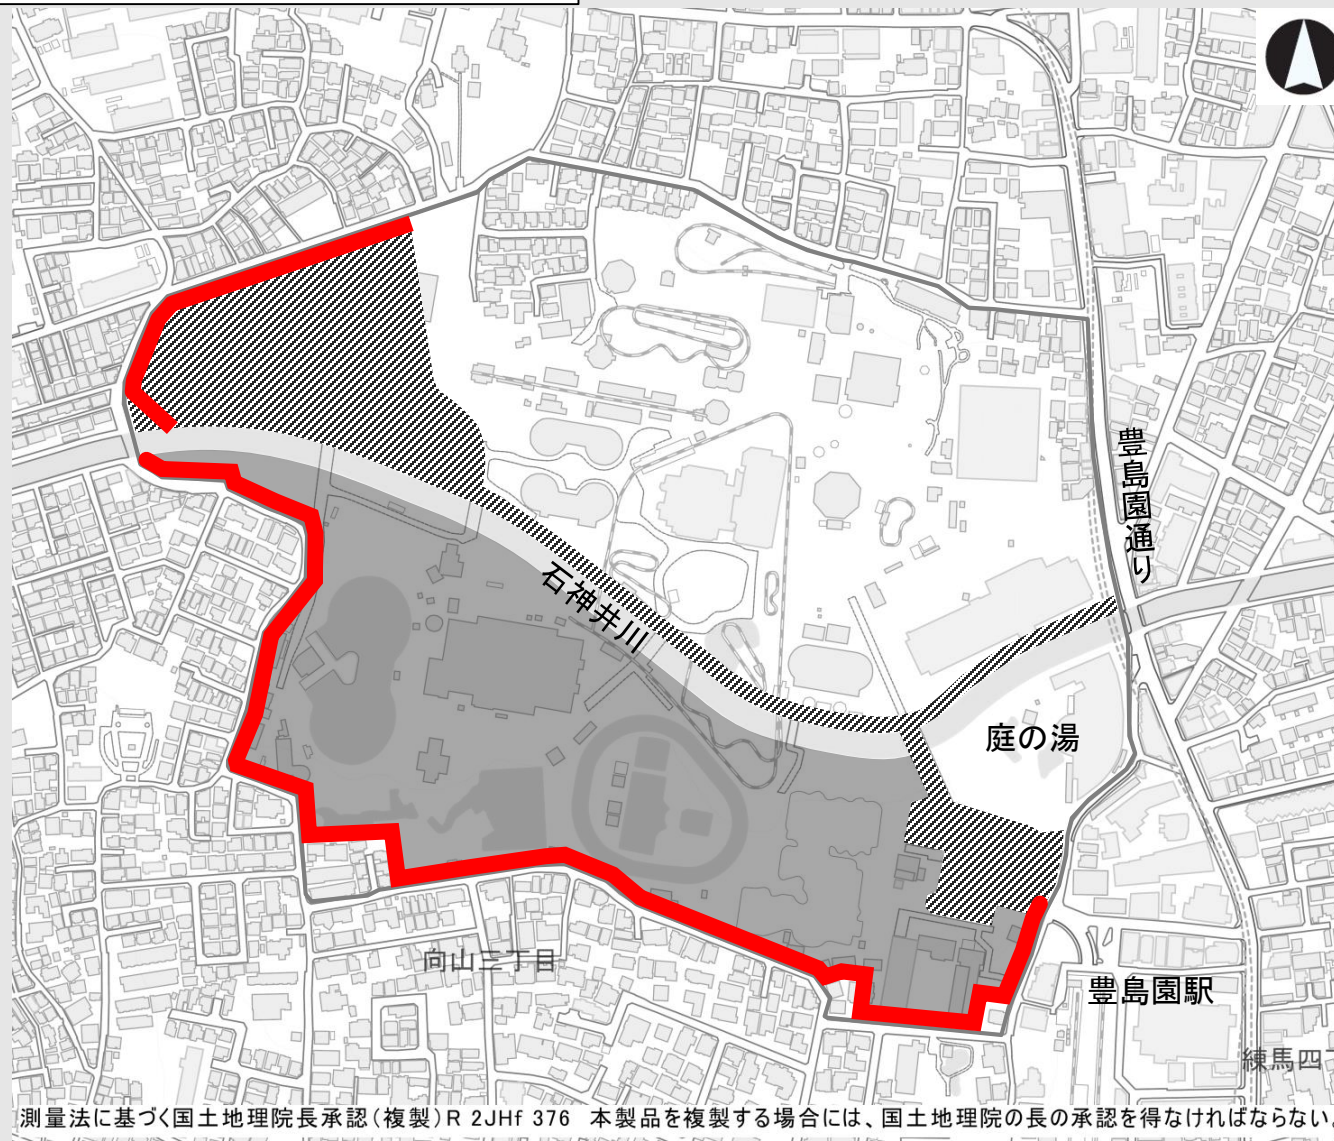 豊島園通り
石神井川
庭の湯
向山三丁目
豊島園駅
練馬四丁
測量法に基づく国土地理院長承認(複製)R 2JHf 376 本製品を複製する場合には、国土地理院の長の承認を得なければならない